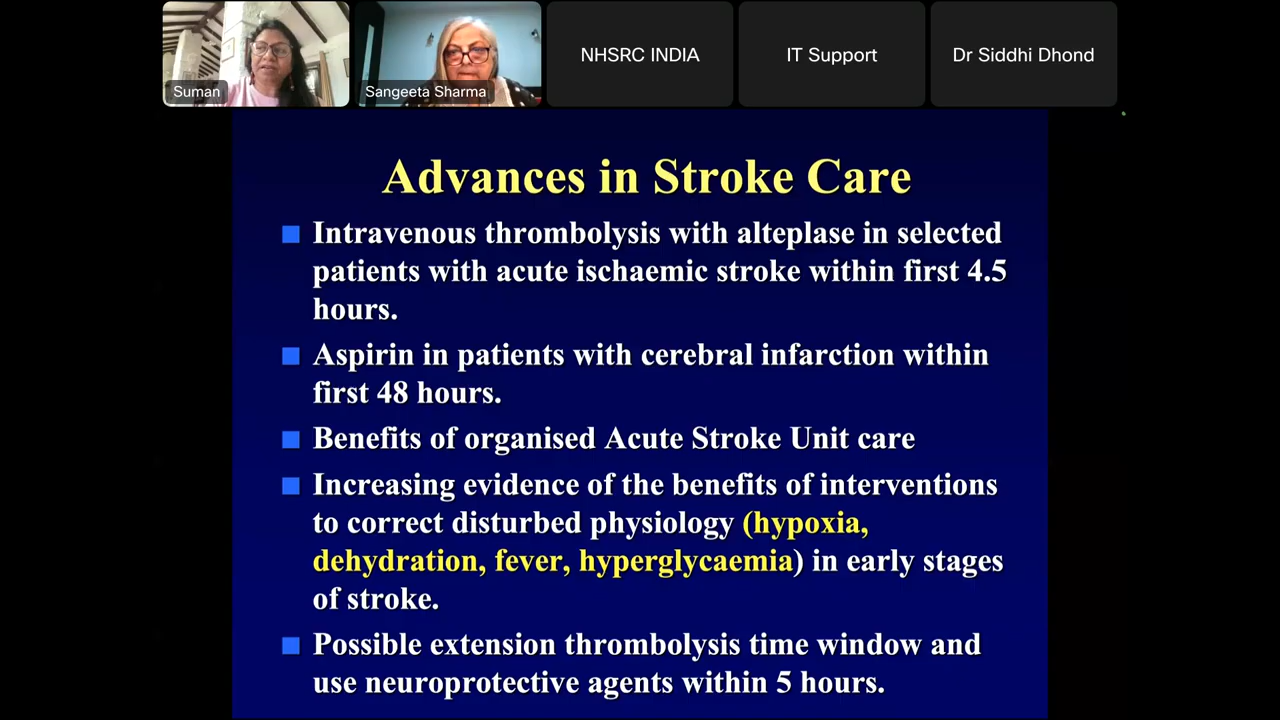 Suman
Sangeeta Sharma
NHSRC INDIA
IT Support
Dr Siddhi Dhond
Advances in Stroke Care
Intravenous thrombolysis with alteplase in selected
patients with acute ischaemic stroke within first 4.5
hours.
Aspirin in patients with cerebral infarction within
first 48 hours.
Benefits of organised Acute Stroke Unit care
Increasing evidence of the benefits of interventions
to correct disturbed physiology (hypoxia,
dehydration, fever, hyperglycaemia) in early stages
of stroke.
Possible extension thrombolysis time window and
use neuroprotective agents within 5 hours.